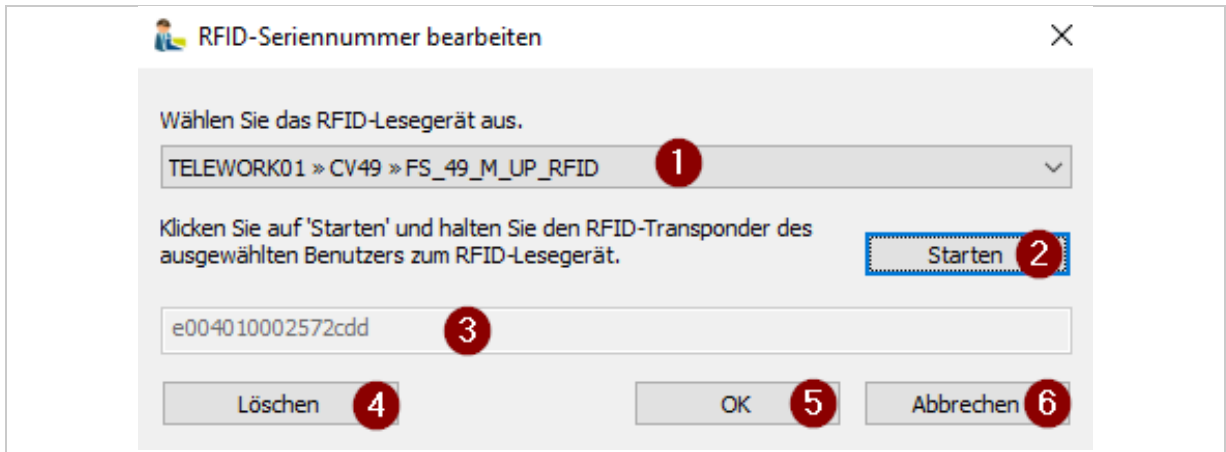 RFID-Seriennummer bearbeiten
Wählen Sie das RFID-Lesegerät aus.
TELEWORK01 » CV49 » FS_49_M_UP_RFID 1
Klicken Sie auf 'Starten' und halten Sie den RFID-Transponder des
ausgewählten Benutzers zum RFID-Lesegerät.
Starten 2
e004010002572cdd 3
Löschen 4 OK 5 Abbrechen 6